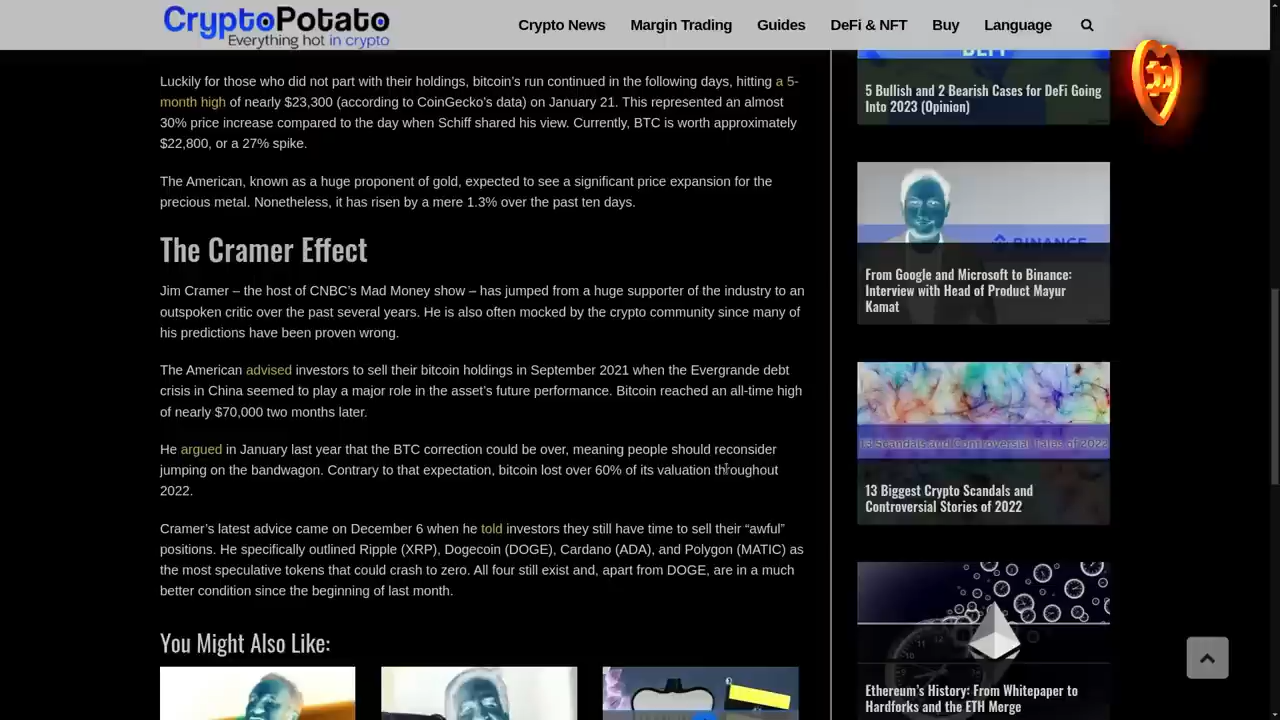 CryptoPotato
Everything hot in crypto
Crypto News
Margin Trading
Guides
DeFi & NFT
Buy
Language
Luckily for those who did not part with their holdings, bitcoin’s run continued in the following days, hitting a 5-
month high of nearly $23,300 (according to CoinGecko’s data) on January 21. This represented an almost
30% price increase compared to the day when Schiff shared his view. Currently, BTC is worth approximately
$22,800, or a 27% spike.
The American, known as a huge proponent of gold, expected to see a significant price expansion for the
precious metal. Nonetheless, it has risen by a mere 1.3% over the past ten days.
The Cramer Effect
Jim Cramer – the host of CNBC’s Mad Money show – has jumped from a huge supporter of the industry to an
outspoken critic over the past several years. He is also often mocked by the crypto community since many of
his predictions have been proven wrong.
The American advised investors to sell their bitcoin holdings in September 2021 when the Evergrande debt
crisis in China seemed to play a major role in the asset’s future performance. Bitcoin reached an all-time high
of nearly $70,000 two months later.
He argued in January last year that the BTC correction could be over, meaning people should reconsider
jumping on the bandwagon. Contrary to that expectation, bitcoin lost over 60% of its valuation throughout
2022.
Cramer’s latest advice came on December 6 when he told investors they still have time to sell their “awful”
positions. He specifically outlined Ripple (XRP), Dogecoin (DOGE), Cardano (ADA), and Polygon (MATIC) as
the most speculative tokens that could crash to zero. All four still exist and, apart from DOGE, are in a much
better condition since the beginning of last month.
You Might Also Like:
DEFI
5 Bullish and 2 Bearish Cases for DeFi Going
Into 2023 (Opinion)
BINANCE
From Google and Microsoft to Binance:
Interview with Head of Product Mayur
Kamat
13 Scandals and Controversial Tales of 2022
13 Biggest Crypto Scandals and
Controversial Stories of 2022
Ethereum’s History: From Whitepaper to
Hardforks and the ETH Merge